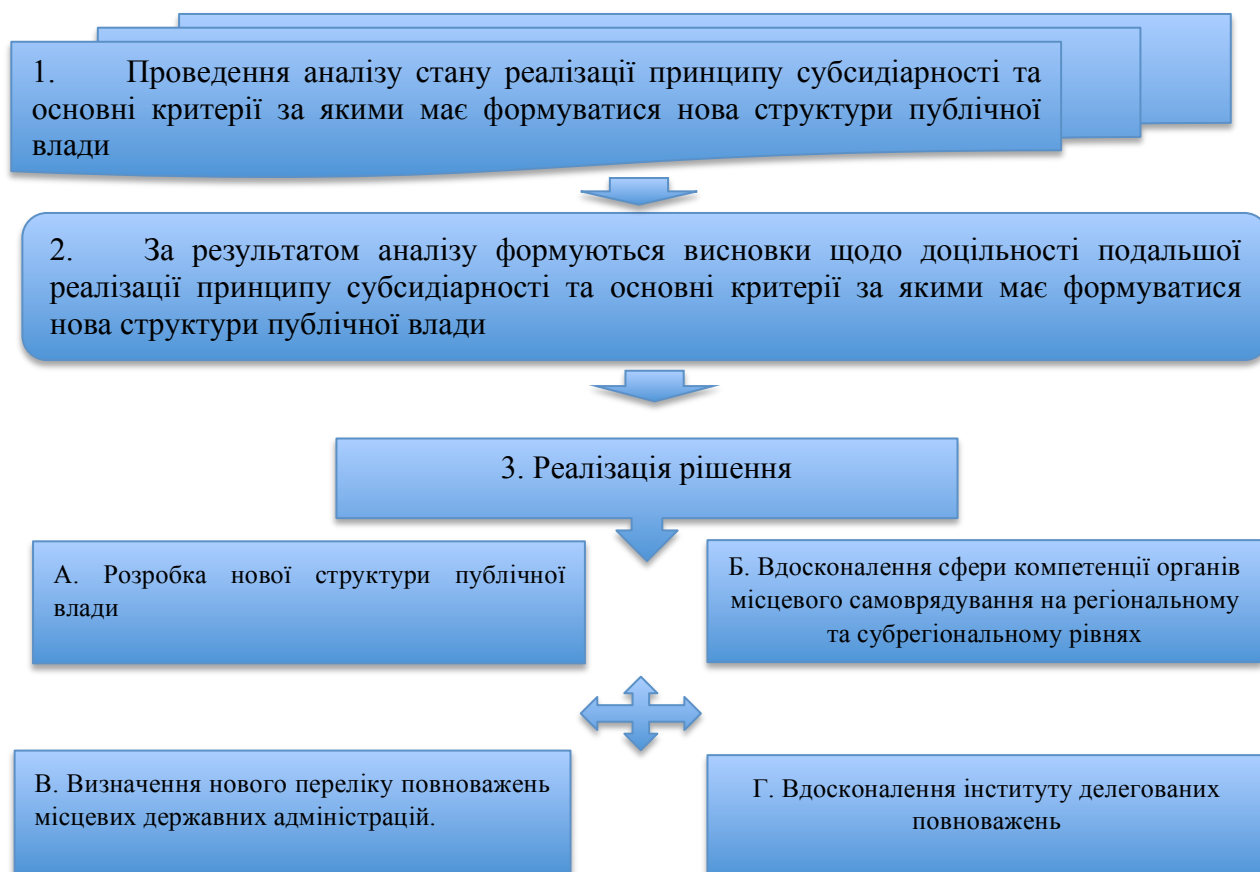 1. Проведення аналізу стану реалізації принципу субсидіарності та
основні критерії за якими має формуватися нова структури публічної
влади
2. За результатом аналізу формуються висновки щодо доцільності подальшої
реалізації принципу субсидіарності та основні критерії за якими має формуватися
нова структури публічної влади
3. Реалізація рішення
А. Розробка нової структури публічної
влади
Б. Вдосконалення сфери компетенції органів
місцевого самоврядування на регіональному
та субрегіональному рівнях
В. Визначення нового переліку повноважень
місцевих державних адміністрацій.
Г. Вдосконалення інституту делегованих
повноважень